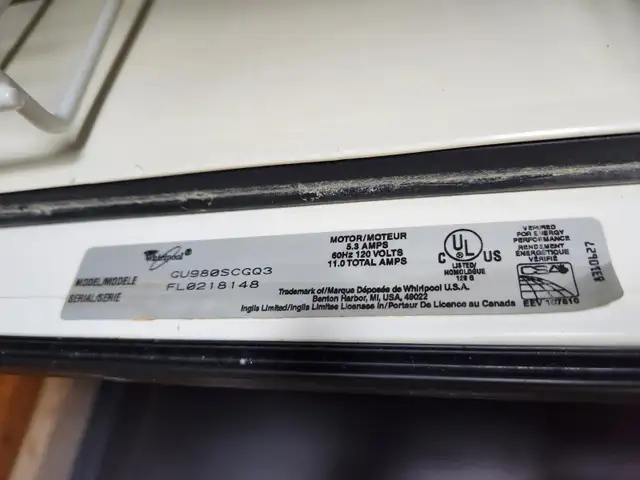 Whirlpool®
MODEL/MODELE GU980SCGQ3
SERIAL/SERIE FL0218148
MOTOR/MOTEUR
5.3 AMPS
60HZ 120 VOLTS
11.0 TOTAL AMPS
C UL US
LISTED/
HOMOLOGUE
Trademark of/Marque Déposée de Whirlpool U.S.A.
Benton Harbor, MI, USA, 49022
Inglis Limited/Inglis Limitee Licensee in/Porteur De Licence au Canada
VERIFIED
FOR ENERGY
PERFORMANCE
RENDEMENT
ÉNERGÉTIQUE
VÉRIFIÉ
CSA
8310627